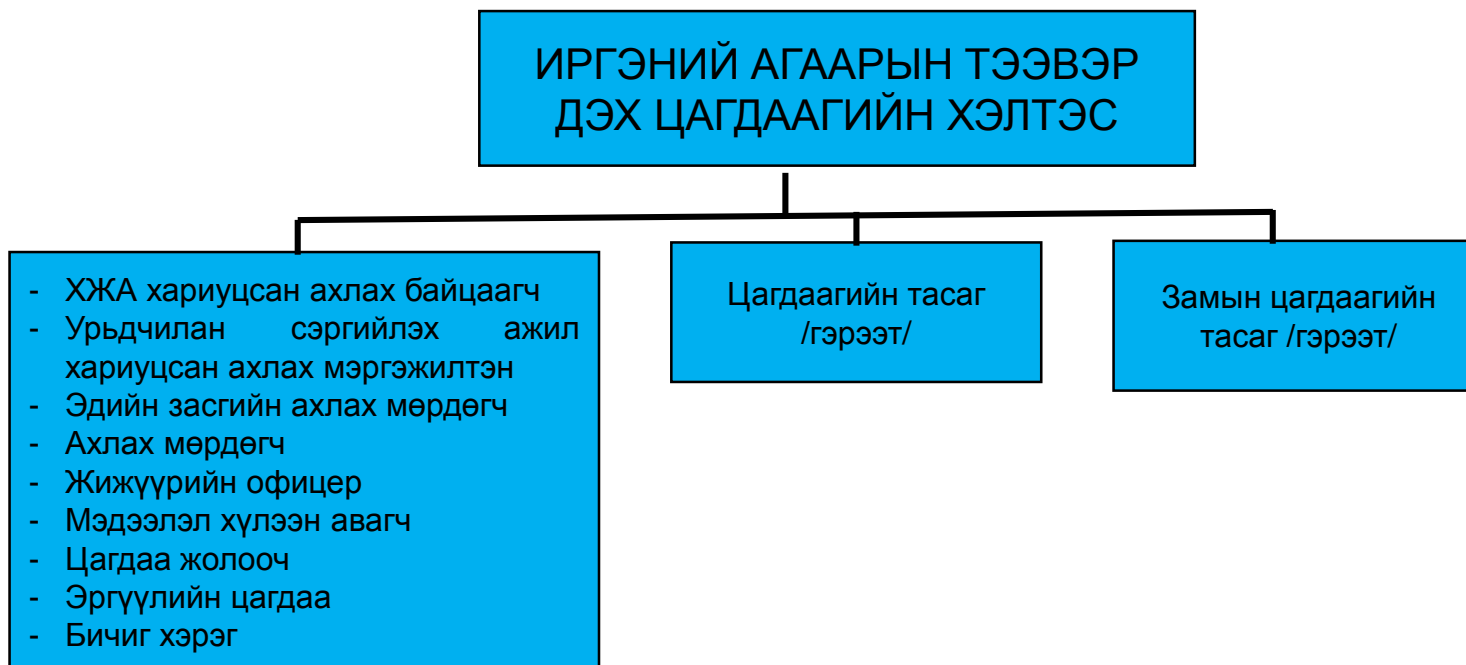 ИРГЭНИЙ АГААРЫН ТЭЭВЭР
ДЭХ ЦАГДААГИЙН ХЭЛТЭС
- ХЖА хариуцсан ахлах байцаагч
- Урьдчилан сэргийлэх ажил
хариуцсан ахлах мэргэжилтэн
- Эдийн засгийн ахлах мөрдөгч
- Ахлах мөрдөгч
- Жижүүрийн офицер
- Мэдээлэл хүлээн авагч
- Цагдаа жолооч
- Эргүүлийн цагдаа
- Бичиг хэрэг
Цагдаагийн тасаг
/гэрээт/
Замын цагдаагийн
тасаг /гэрээт/